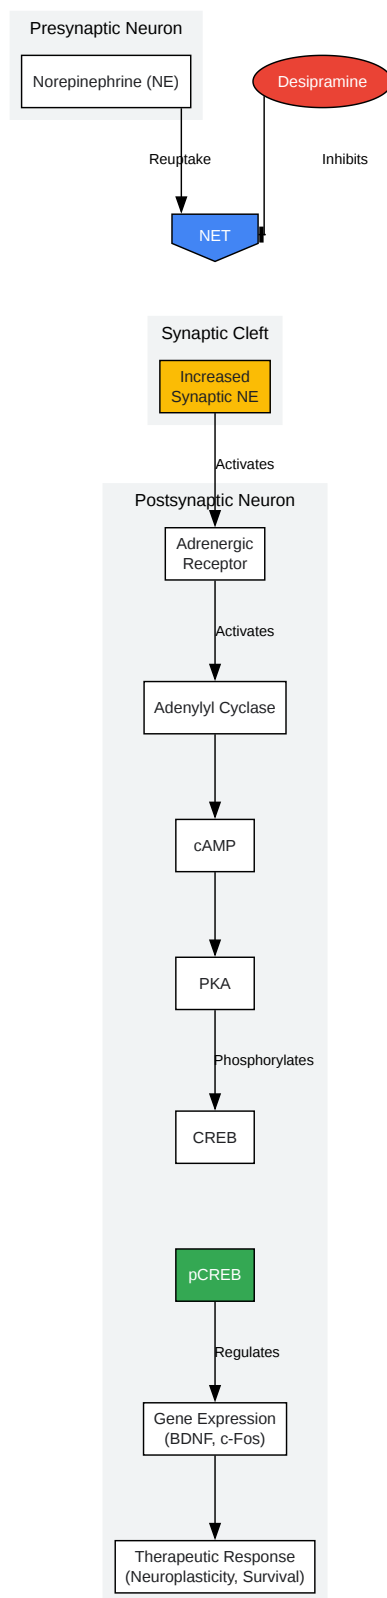 Presynaptic Neuron
Norepinephrine (NE)
Desipramine
Reuptake
Inhibits
NET
Synaptic Cleft
Increased
Synaptic NE
Activates
Postsynaptic Neuron
Adrenergic
Receptor
Activates
Adenylyl Cyclase
cAMP
PKA
Phosphorylates
CREB
pCREB
Regulates
Gene Expression
(BDNF, c-Fos)
Therapeutic Response
(Neuroplasticity, Survival)